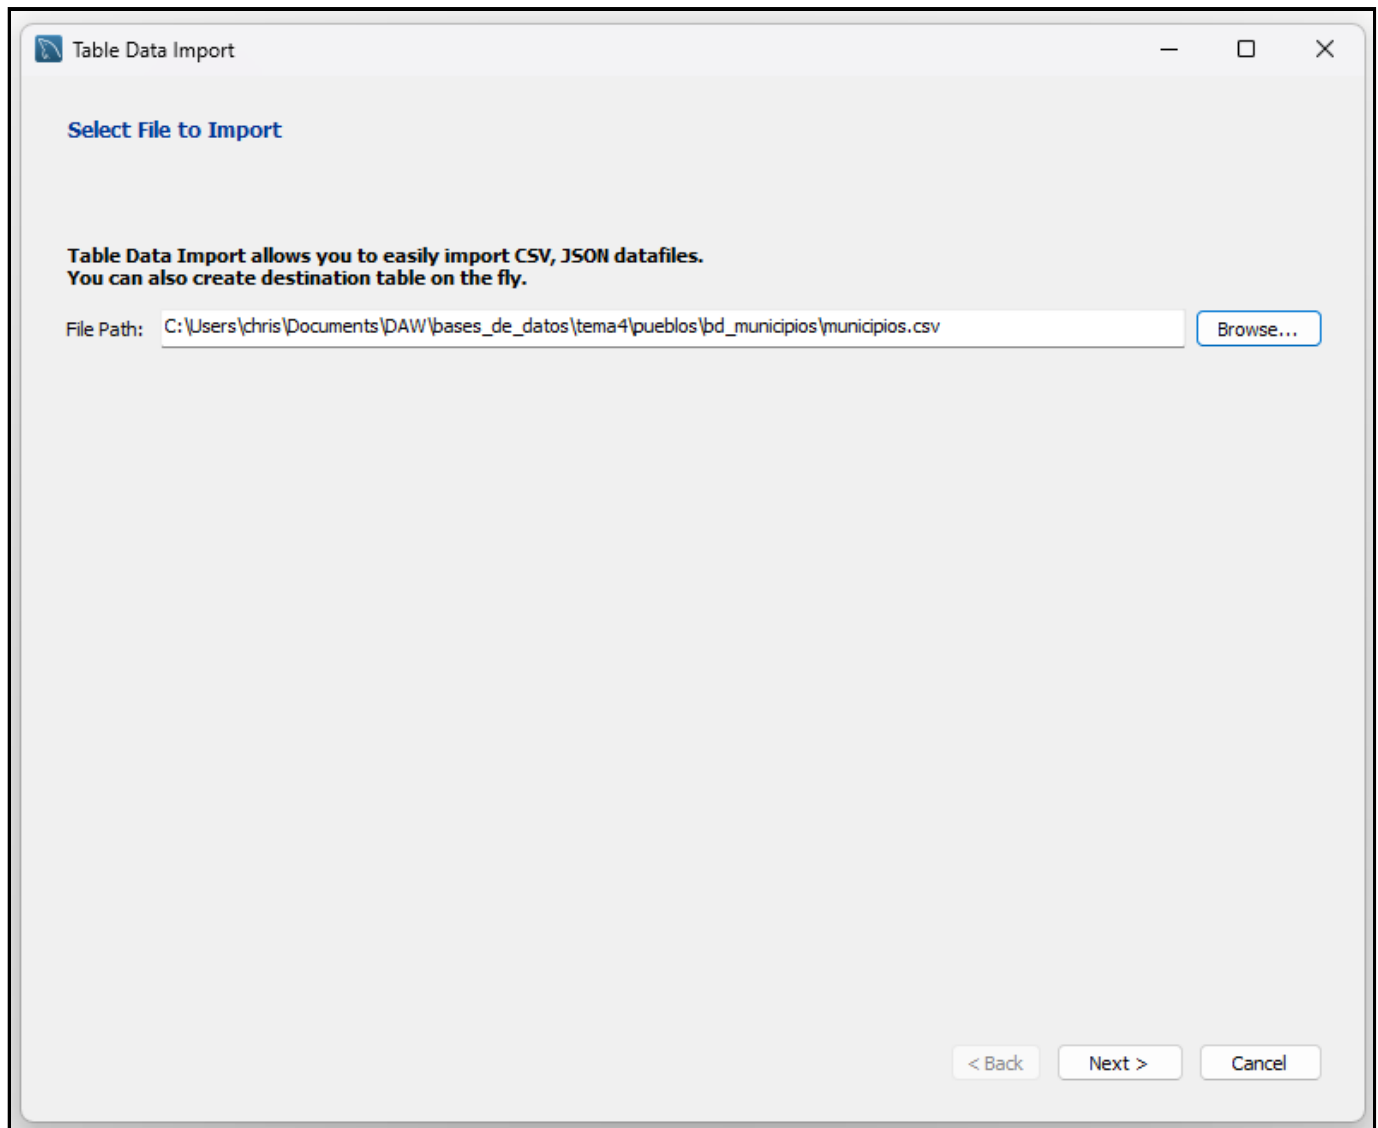 Table Data Import
Select File to Import
Table Data Import allows you to easily import CSV, JSON datafiles.
You can also create destination table on the fly.
File Path: C:\Users\chris\Documents\DAW\bases_de_datos\tema4\pueblos\bd_municipios\municipios.csv Browse...
< Back Next > Cancel